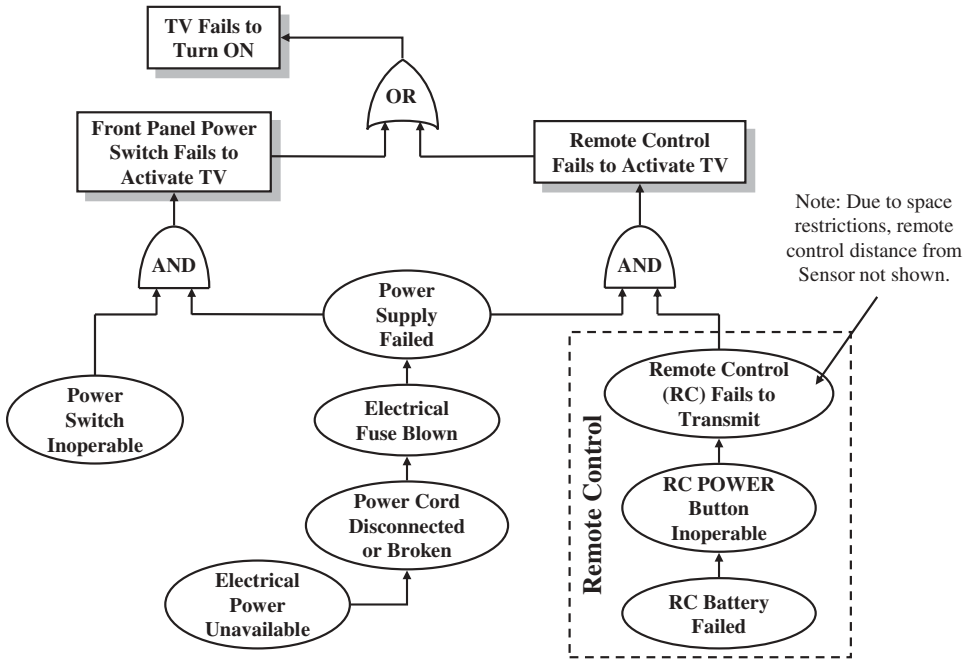 TV Fails to
Turn ON
OR
Front Panel Power
Switch Fails to
Activate TV
Remote Control
Fails to Activate TV
Note: Due to space
restrictions, remote
control distance from
Sensor not shown.
AND
AND
Power
Supply
Failed
Power
Switch
Inoperable
Electrical
Fuse Blown
Power Cord
Disconnected
or Broken
Electrical
Power
Unavailable
Remote Control
Remote Control
(RC) Fails to
Transmit
RC POWER
Button
Inoperable
RC Battery
Failed